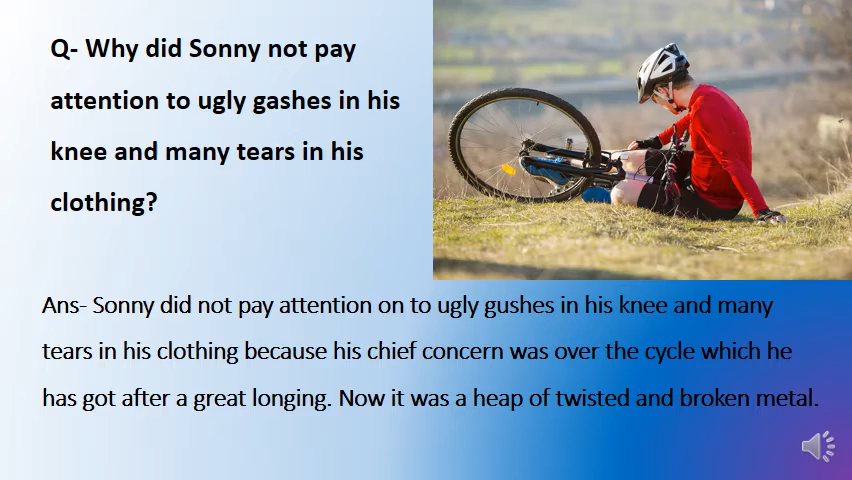 Q- Why did Sonny not pay
attention to ugly gashes in his
knee and many tears in his
clothing?
Ans- Sonny did not pay attention on to ugly gushes in his knee and many
tears in his clothing because his chief concern was over the cycle which he
has got after a great longing. Now it was a heap of twisted and broken metal.